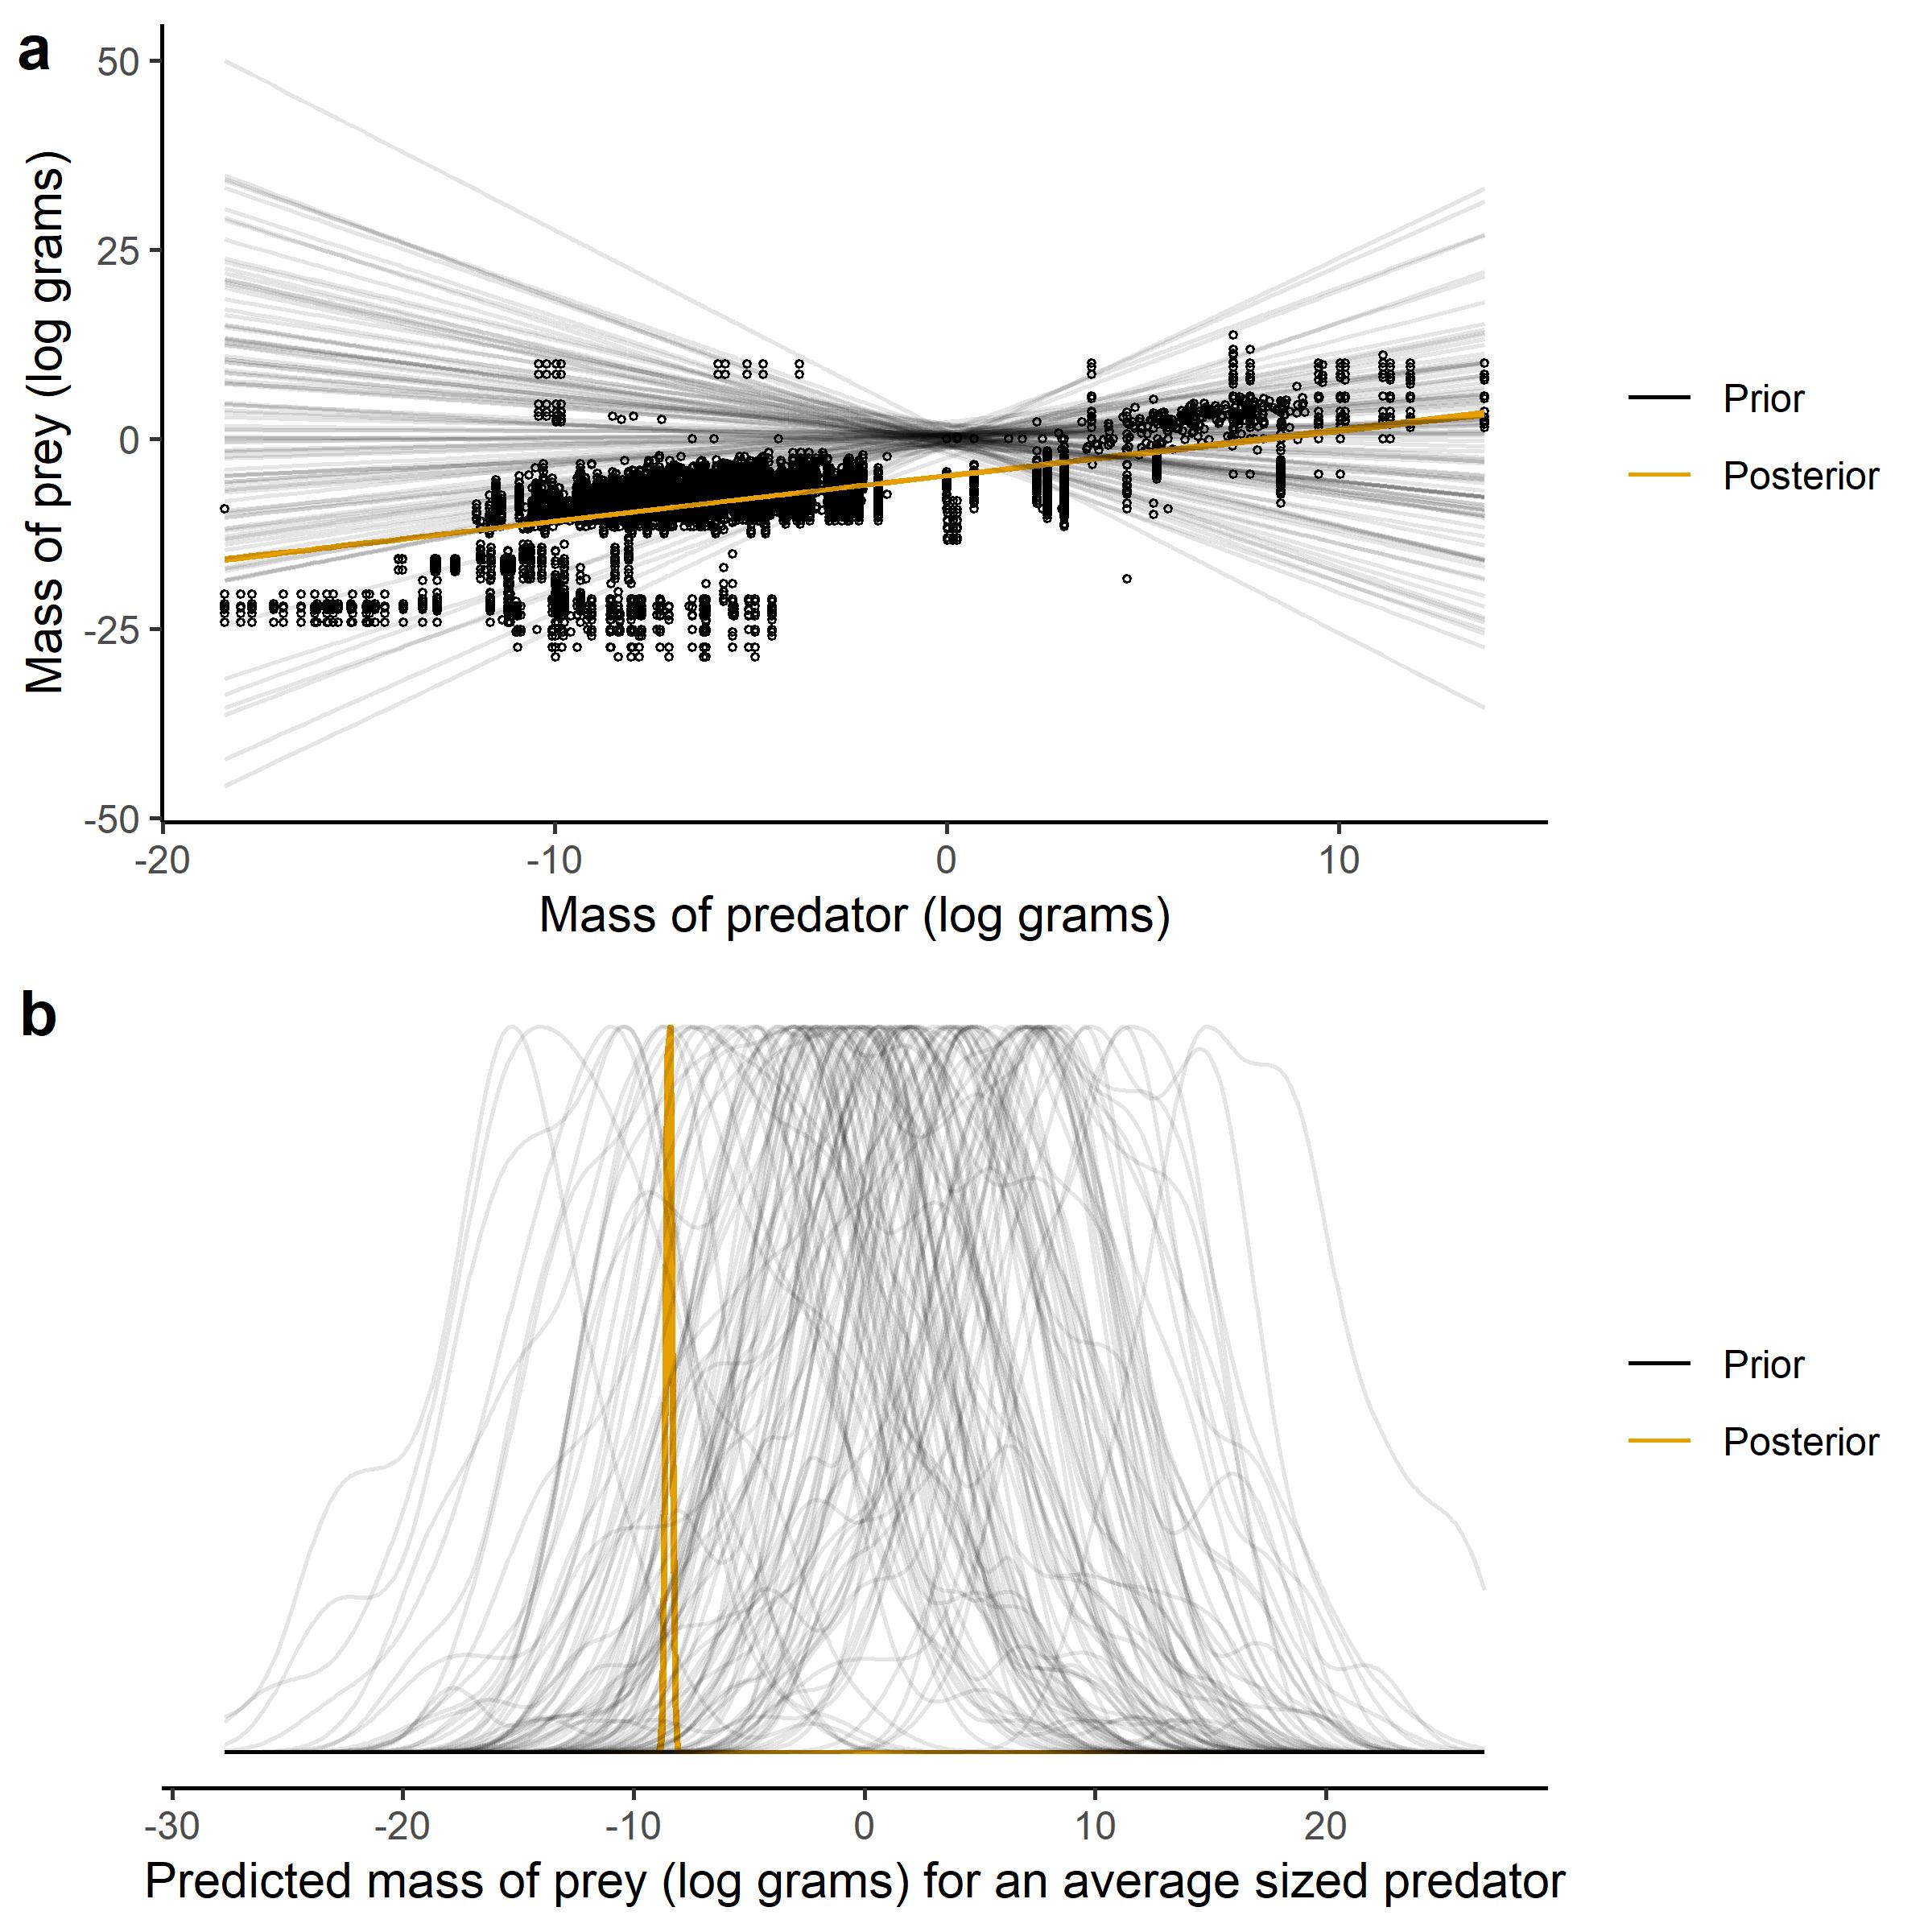 a
50
25
0
-25
-50
Mass of prey (log grams)
-20 -10 0 10
Mass of predator (log grams)
Prior
Posterior
b
Prior
Posterior
-30 -20 -10 0 10 20
Predicted mass of prey (log grams) for an average sized predator